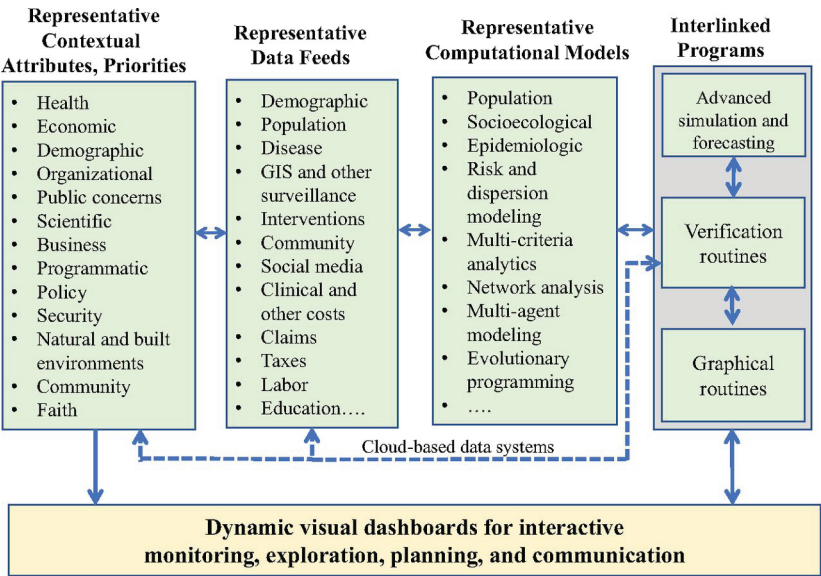 Representative
Contextual
Attributes, Priorities
• Health
• Economic
• Demographic
• Organizational
• Public concerns
• Scientific
• Business
• Programmatic
• Policy
• Security
• Natural and built
environments
• Community
• Faith
Representative
Data Feeds
• Demographic
• Population
• Disease
• GIS and other
surveillance
• Interventions
• Community
• Social media
• Clinical and
other costs
• Claims
• Taxes
• Labor
• Education….
Representative
Computational Models
• Population
• Socioecological
• Epidemiologic
• Risk and
dispersion
modeling
• Multi-criteria
analytics
• Network analysis
• Multi-agent
modeling
• Evolutionary
programming
• ….
Interlinked
Programs
Advanced
simulation and
forecasting
Verification
routines
Graphical
routines
Cloud-based data systems
Dynamic visual dashboards for interactive
monitoring, exploration, planning, and communication